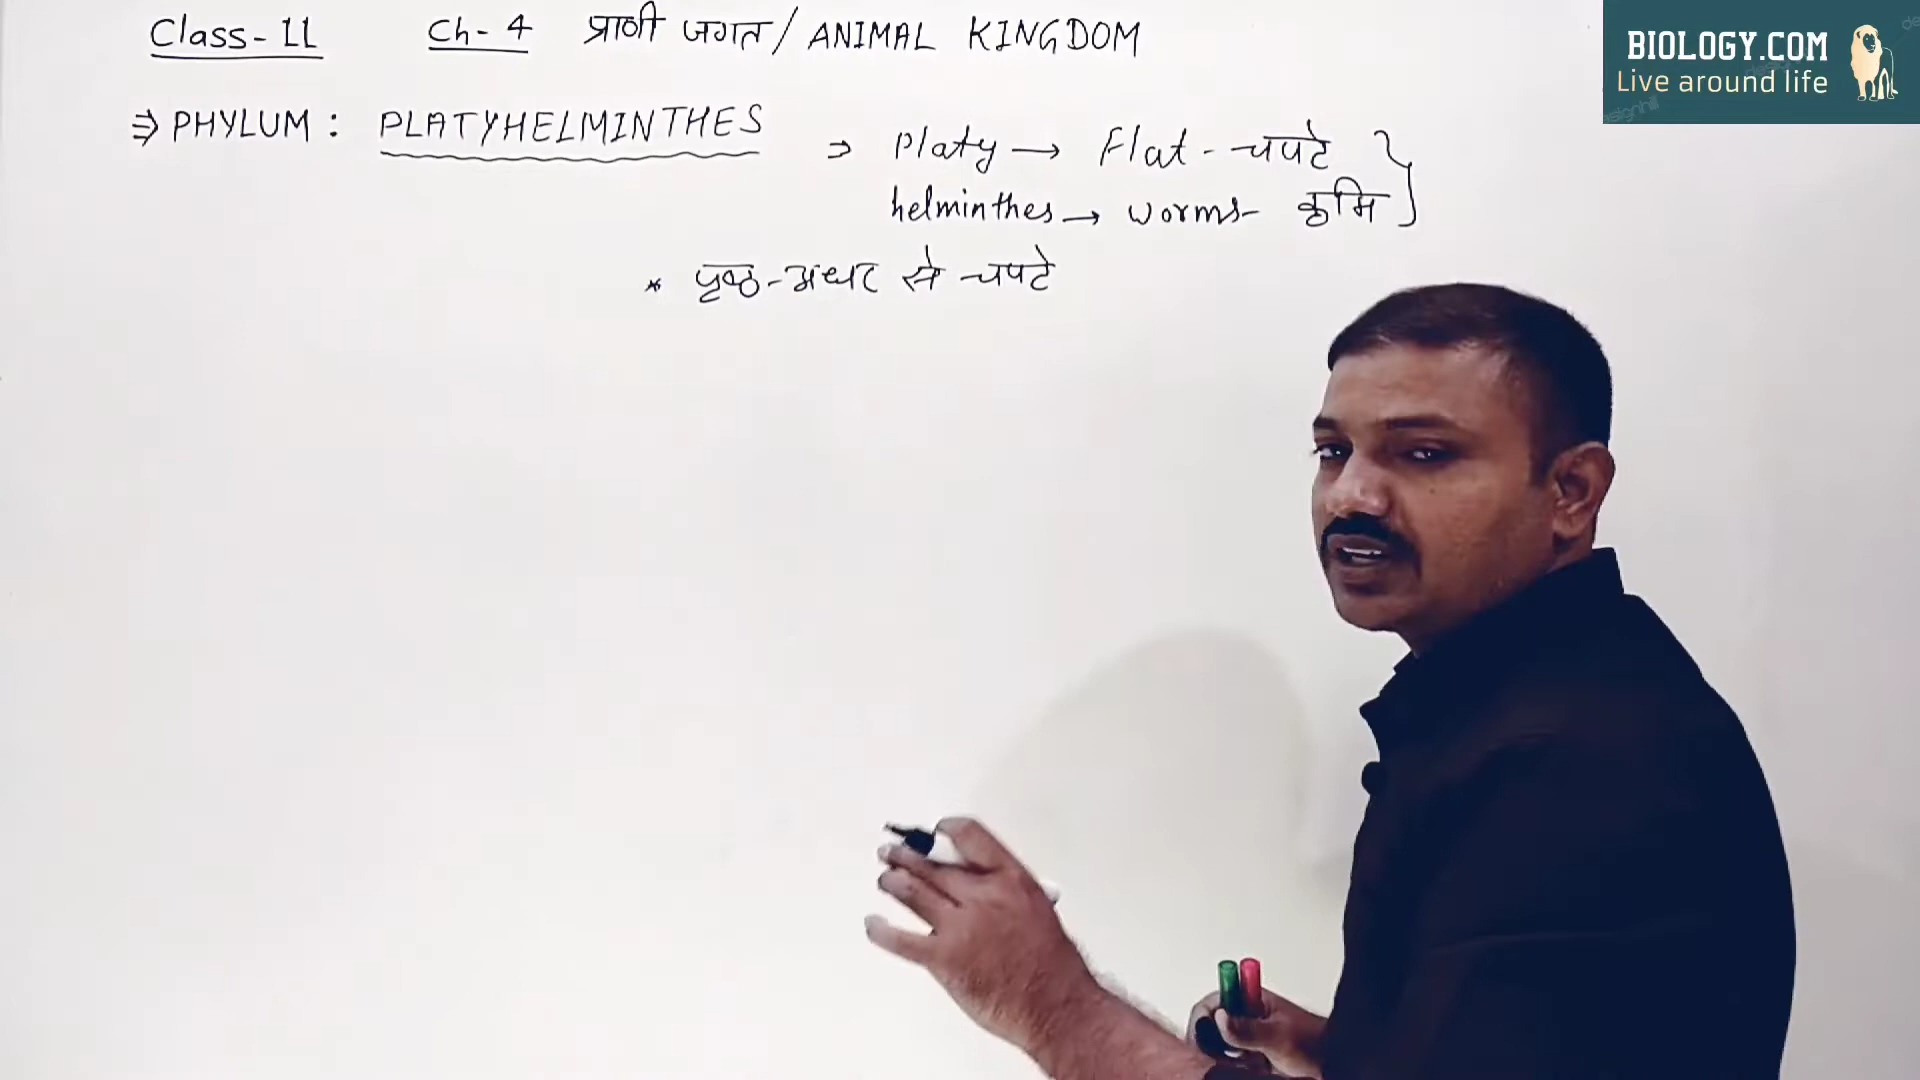 Class-11 Ch-4 प्राणी जगत/ ANIMAL KINGDOM
⇒ PHYLUM : PLATYHELMINTHES
⇒ Platy → Flat - चपटे
helminthes → worms- कृमि
* पृष्ठ-अधर से चपटे
BIOLOGY.COM
Live around life